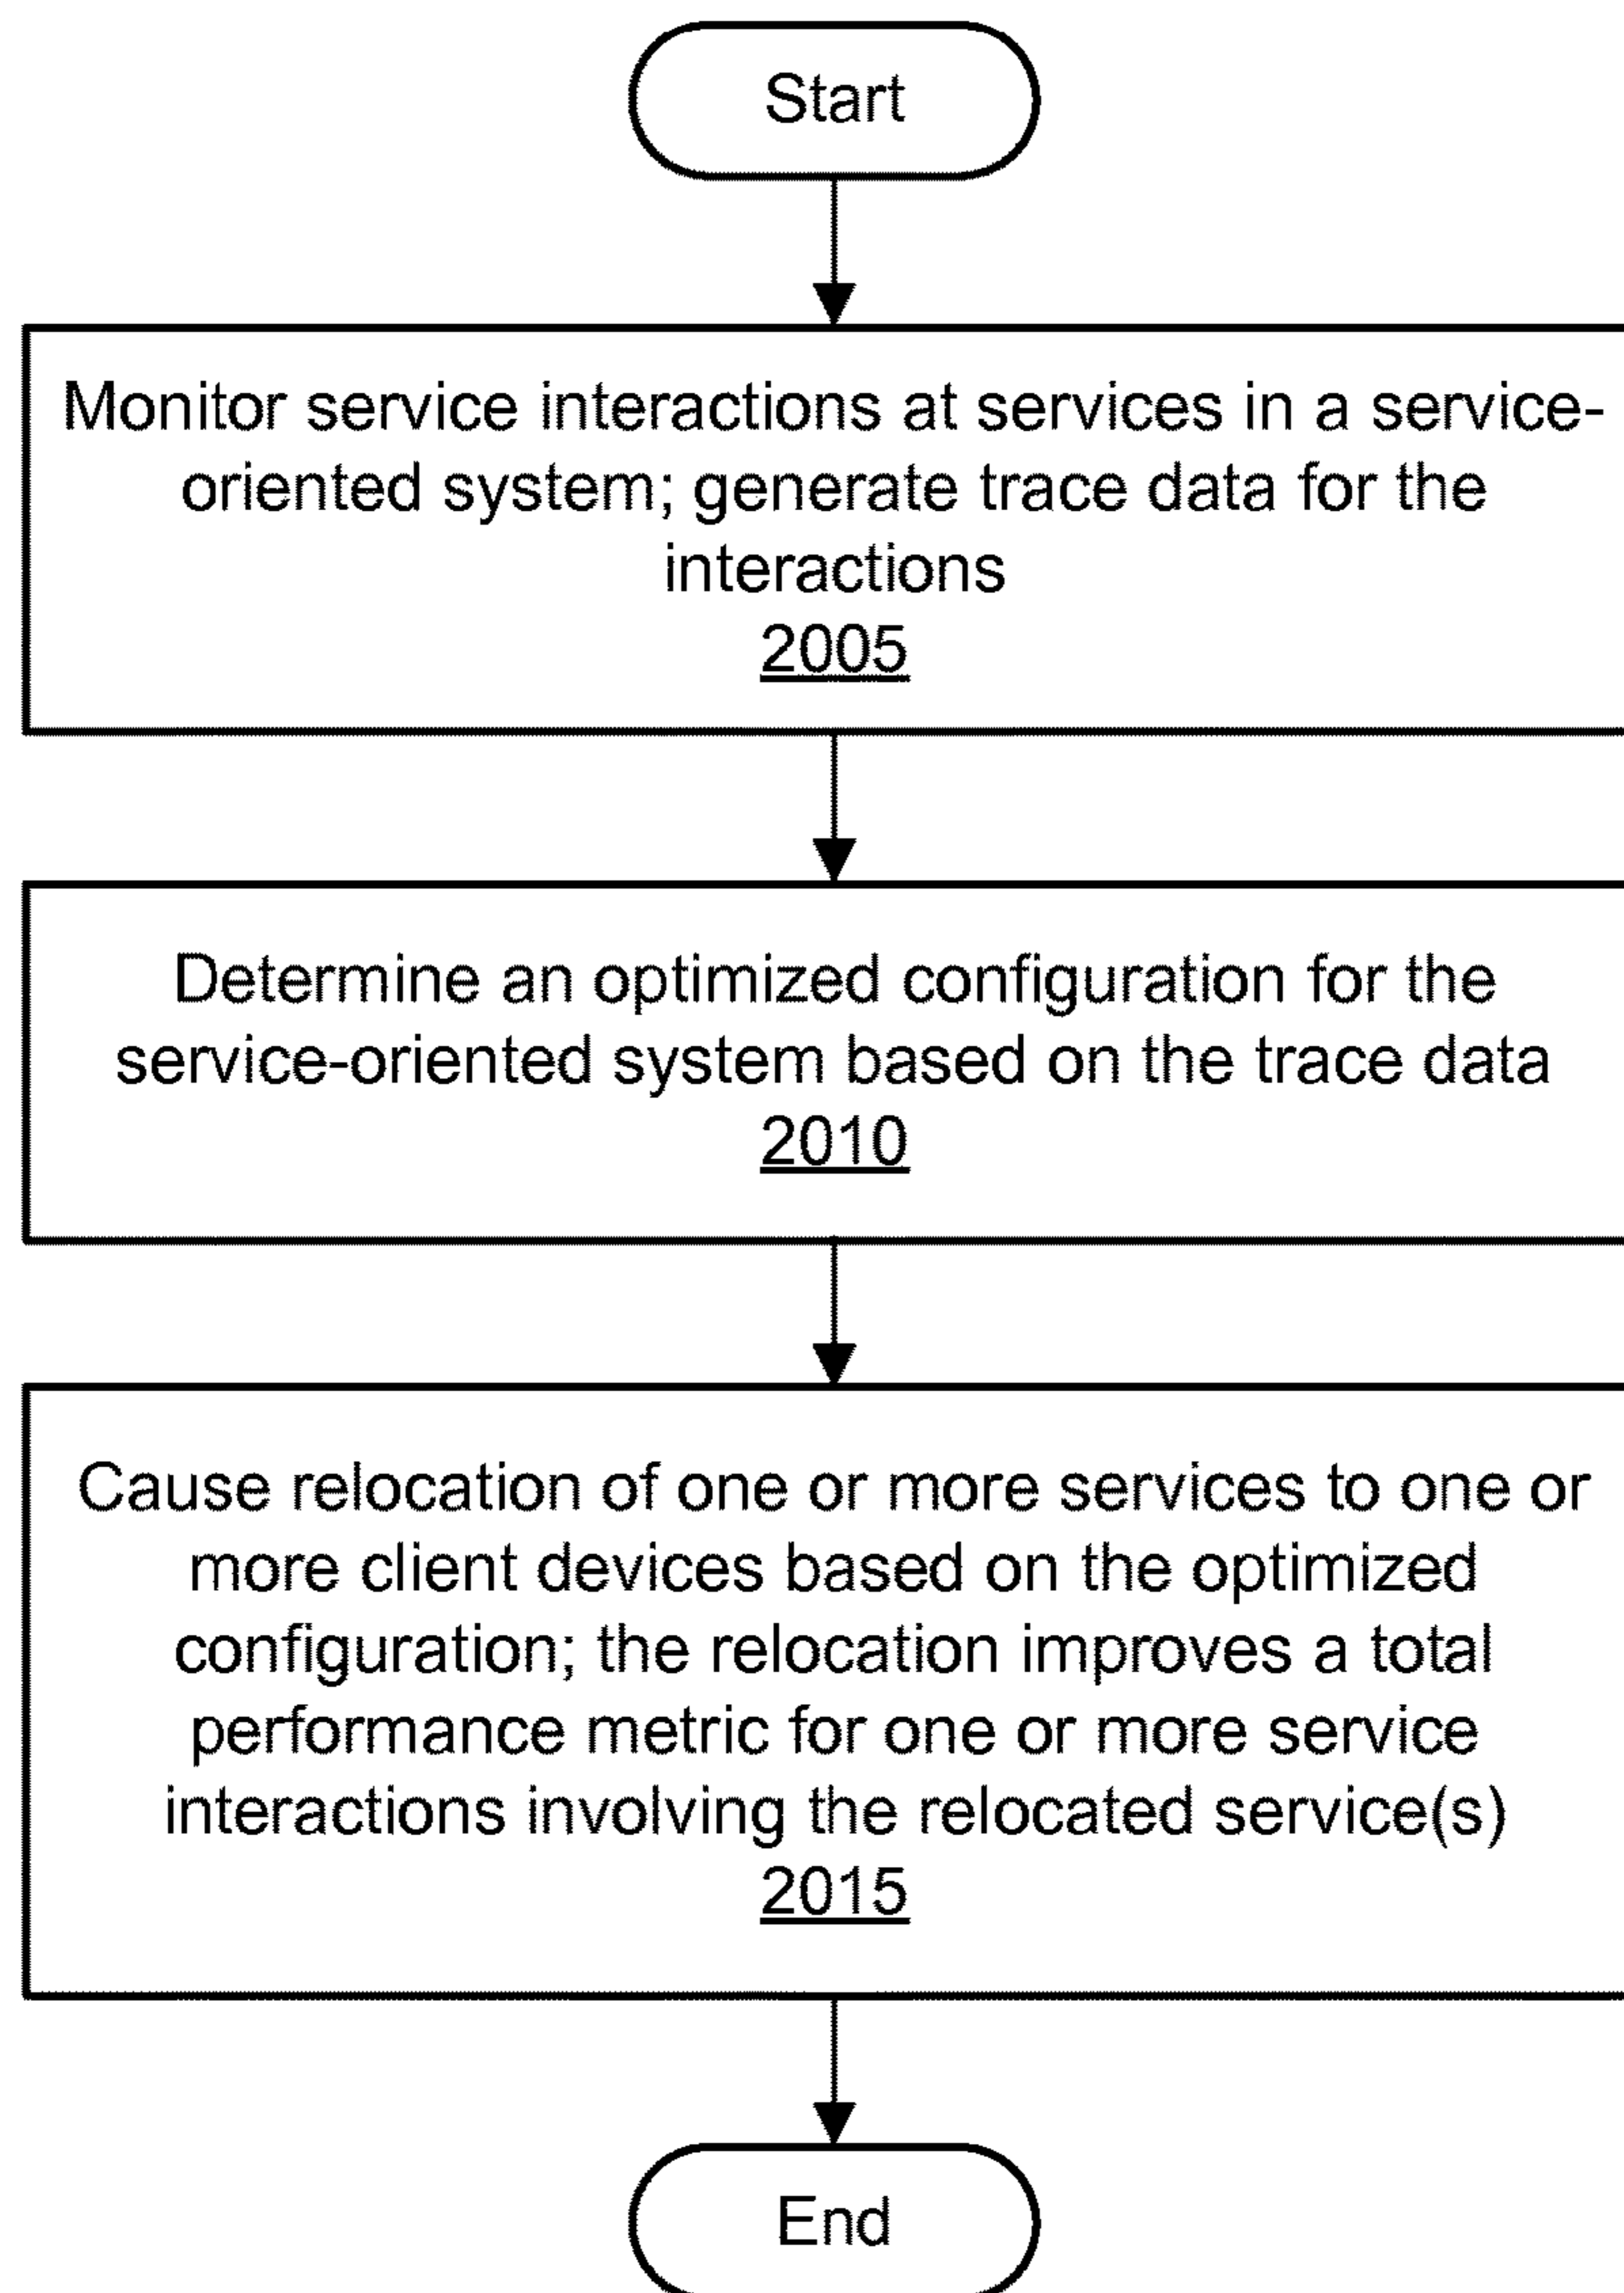 Start
Monitor service interactions at services in a service-
oriented system; generate trace data for the
interactions
2005
Determine an optimized configuration for the
service-oriented system based on the trace data
2010
Cause relocation of one or more services to one or
more client devices based on the optimized
configuration; the relocation improves a total
performance metric for one or more service
interactions involving the relocated service(s)
2015
End